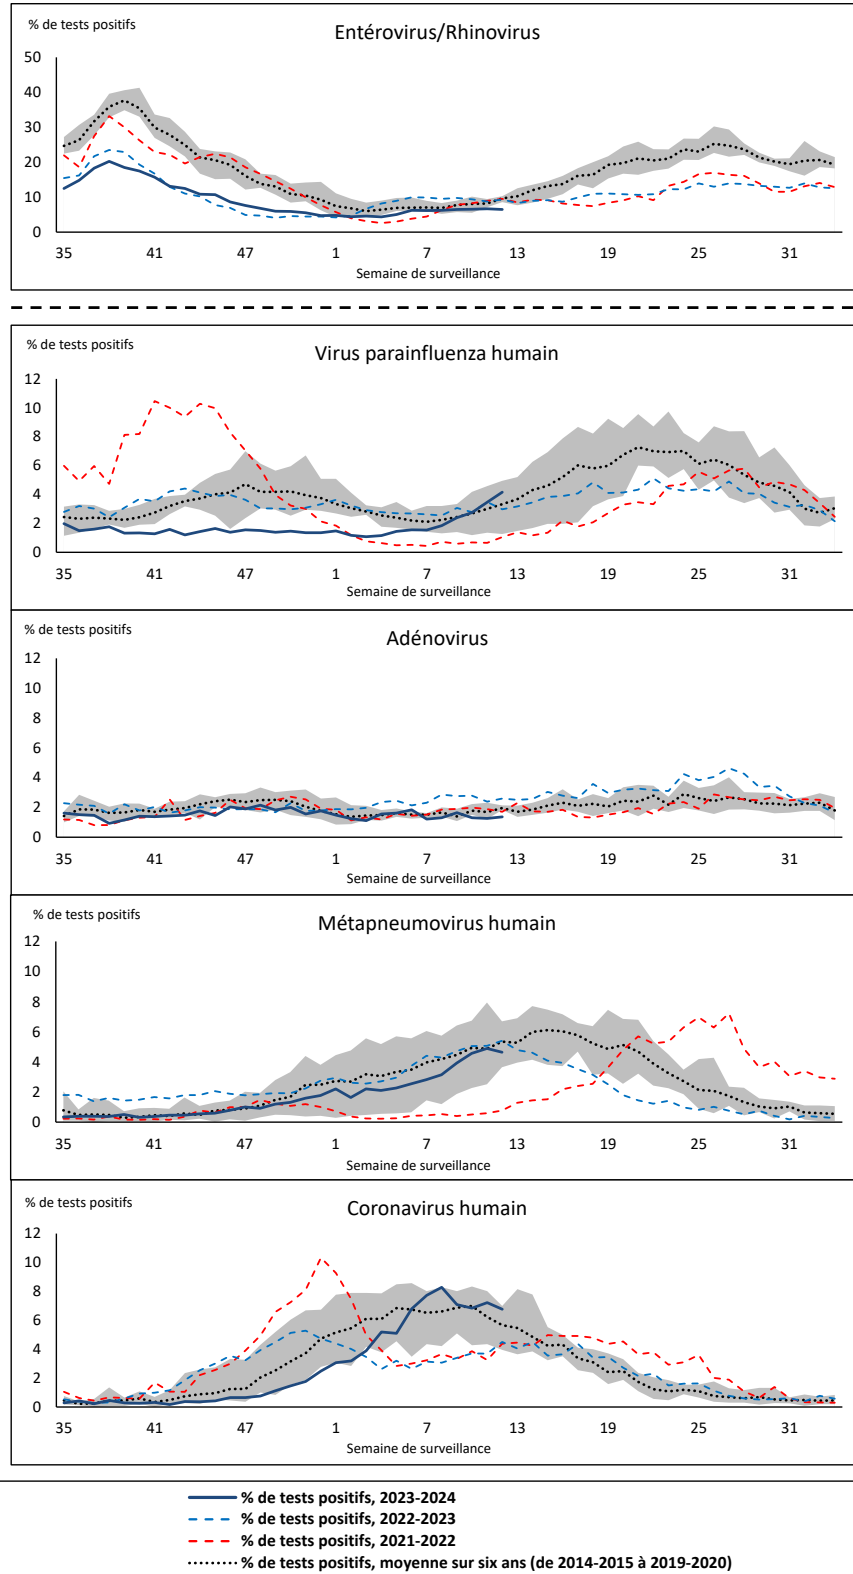 % de tests positifs
Entérovirus/Rhinovirus
50
40
30
20
10
0
35 41 47 1 7 13 19 25 31
Semaine de surveillance
% de tests positifs
Virus parainfluenza humain
12
10
8
6
4
2
0
35 41 47 1 7 13 19 25 31
Semaine de surveillance
% de tests positifs
Adénovirus
12
10
8
6
4
2
0
35 41 47 1 7 13 19 25 31
Semaine de surveillance
% de tests positifs
Métapneumovirus humain
12
10
8
6
4
2
0
35 41 47 1 7 13 19 25 31
Semaine de surveillance
% de tests positifs
Coronavirus humain
12
10
8
6
4
2
0
35 41 47 1 7 13 19 25 31
Semaine de surveillance
% de tests positifs, 2023-2024
% de tests positifs, 2022-2023
% de tests positifs, 2021-2022
% de tests positifs, moyenne sur six ans (de 2014-2015 à 2019-2020)